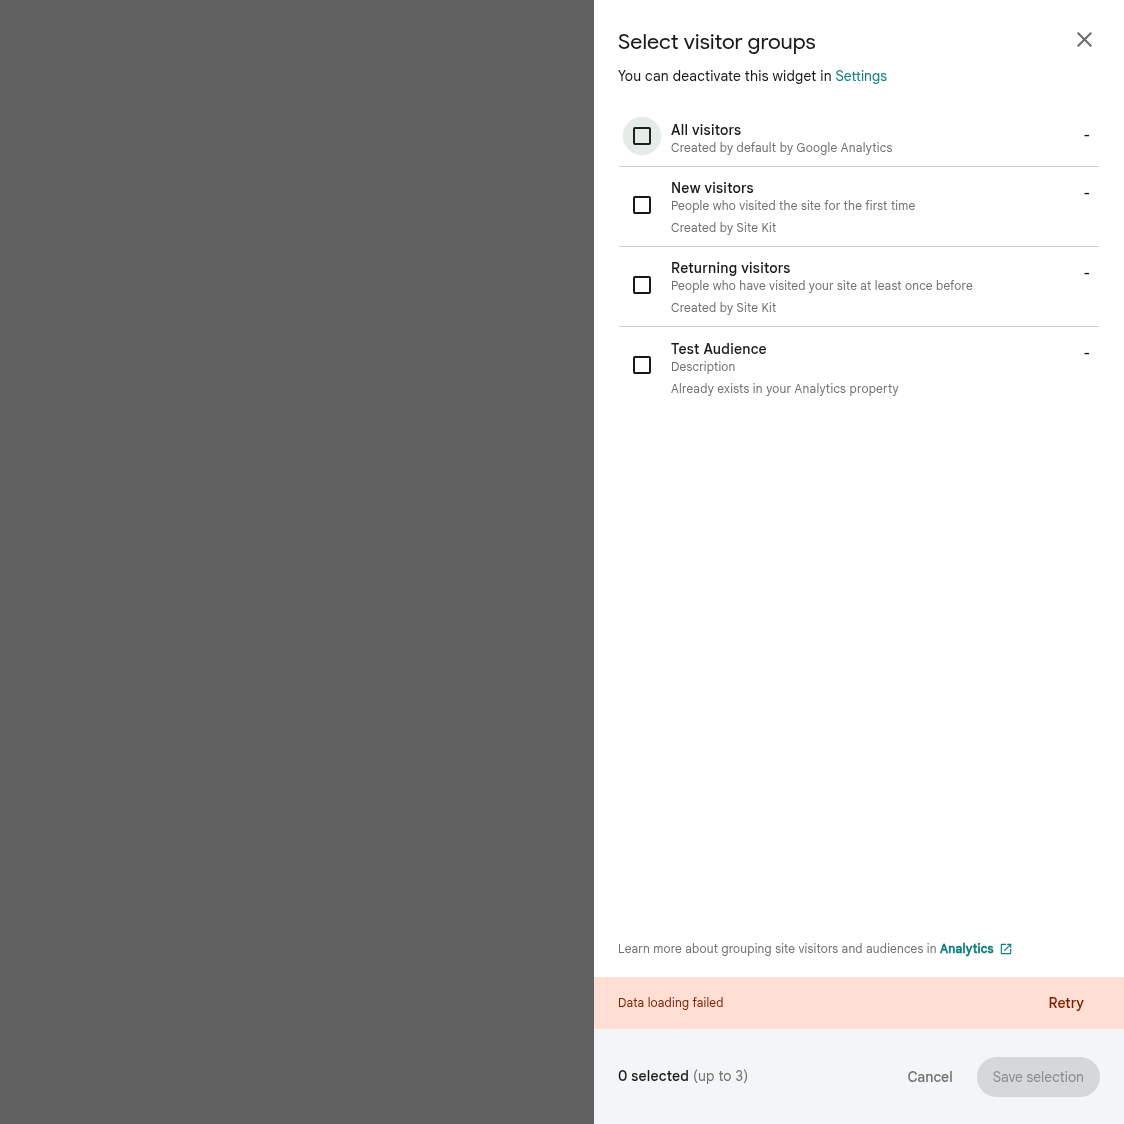 Select visitor groups
You can deactivate this widget in Settings
All visitors
Created by default by Google Analytics
-
New visitors
People who visited the site for the first time
Created by Site Kit
-
Returning visitors
People who have visited your site at least once before
Created by Site Kit
-
Test Audience
Description
Already exists in your Analytics property
-
Learn more about grouping site visitors and audiences in Analytics
Data loading failed
Retry
0 selected (up to 3)
Cancel
Save selection